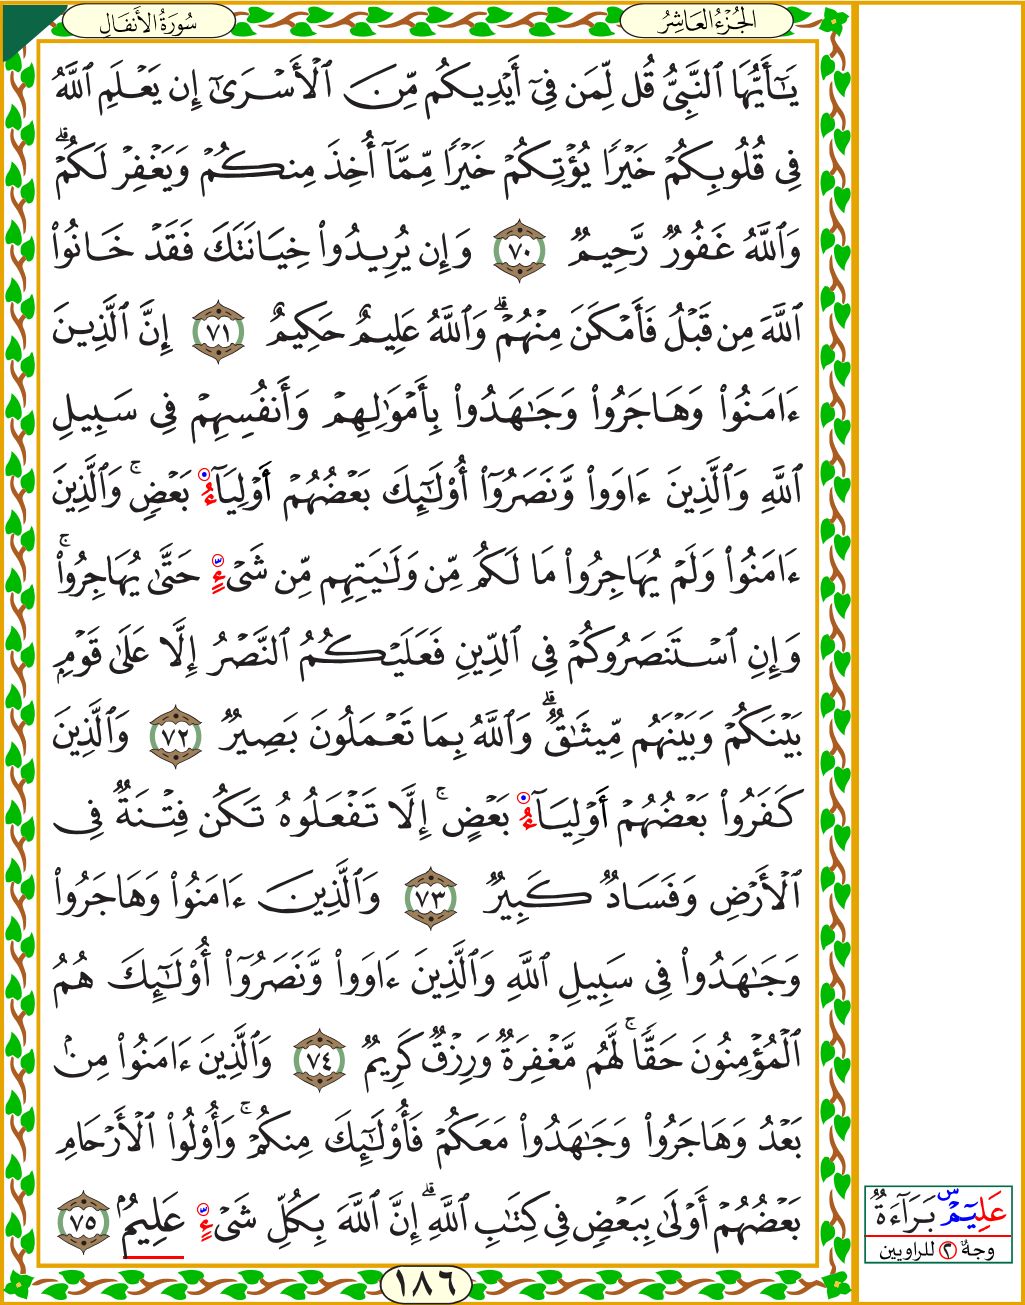 سُورَةُ الأَنفَال
الجُزْءُ العَاشِرُ
يَـٰٓأَيُّهَا ٱلنَّبِىُّ قُل لِّمَن فِىٓ أَيْدِيكُم مِّنَ ٱلْأَسْرَىٰٓ إِن يَعْلَمِ ٱللَّهُ
فِى قُلُوبِكُمْ خَيْرًا يُؤْتِكُمْ خَيْرًا مِّمَّآ أُخِذَ مِنكُمْ وَيَغْفِرْ لَكُمْ ۗ
وَٱللَّهُ غَفُورٌ رَّحِيمٌ ٧٠ وَإِن يُرِيدُوا۟ خِيَانَتَكَ فَقَدْ خَانُوا۟
ٱللَّهَ مِن قَبْلُ فَأَمْكَنَ مِنْهُمْ ۗ وَٱللَّهُ عَلِيمٌ حَكِيمٌ ٧١ إِنَّ ٱلَّذِينَ
ءَامَنُوا۟ وَهَاجَرُوا۟ وَجَـٰهَدُوا۟ بِأَمْوَٰلِهِمْ وَأَنفُسِهِمْ فِى سَبِيلِ
ٱللَّهِ وَٱلَّذِينَ ءَاوَوا۟ وَّنَصَرُوٓا۟ أُو۟لَـٰٓئِكَ بَعْضُهُمْ أَوْلِيَآءُ بَعْضٍ ۚ وَٱلَّذِينَ
ءَامَنُوا۟ وَلَمْ يُهَاجِرُوا۟ مَا لَكُم مِّن وَلَـٰيَتِهِم مِّن شَىْءٍ حَتَّىٰ يُهَاجِرُوا۟ ۚ
وَإِنِ ٱسْتَنصَرُوكُمْ فِى ٱلدِّينِ فَعَلَيْكُمُ ٱلنَّصْرُ إِلَّا عَلَىٰ قَوْمٍۭ
بَيْنَكُمْ وَبَيْنَهُم مِّيثَـٰقٌ ۗ وَٱللَّهُ بِمَا تَعْمَلُونَ بَصِيرٌ ٧٢ وَٱلَّذِينَ
كَفَرُوا۟ بَعْضُهُمْ أَوْلِيَآءُ بَعْضٍ ۚ إِلَّا تَفْعَلُوهُ تَكُن فِتْنَةٌ فِى
ٱلْأَرْضِ وَفَسَادٌ كَبِيرٌ ٧٣ وَٱلَّذِينَ ءَامَنُوا۟ وَهَاجَرُوا۟
وَجَـٰهَدُوا۟ فِى سَبِيلِ ٱللَّهِ وَٱلَّذِينَ ءَاوَوا۟ وَّنَصَرُوٓا۟ أُو۟لَـٰٓئِكَ هُمُ
ٱلْمُؤْمِنُونَ حَقًّا ۚ لَّهُم مَّغْفِرَةٌ وَرِزْقٌ كَرِيمٌ ٧٤ وَٱلَّذِينَ ءَامَنُوا۟ مِنۢ
بَعْدُ وَهَاجَرُوا۟ وَجَـٰهَدُوا۟ مَعَكُمْ فَأُو۟لَـٰٓئِكَ مِنكُمْ ۚ وَأُو۟لُوا۟ ٱلْأَرْحَامِ
بَعْضُهُمْ أَوْلَىٰ بِبَعْضٍ فِى كِتَـٰبِ ٱللَّهِ ۗ إِنَّ ٱللَّهَ بِكُلِّ شَىْءٍ عَلِيمٌۢ ٧٥
عَلِيمٌ س بَرَآءَةٌ
وجهٌ ٢ للراويين
١٨٦